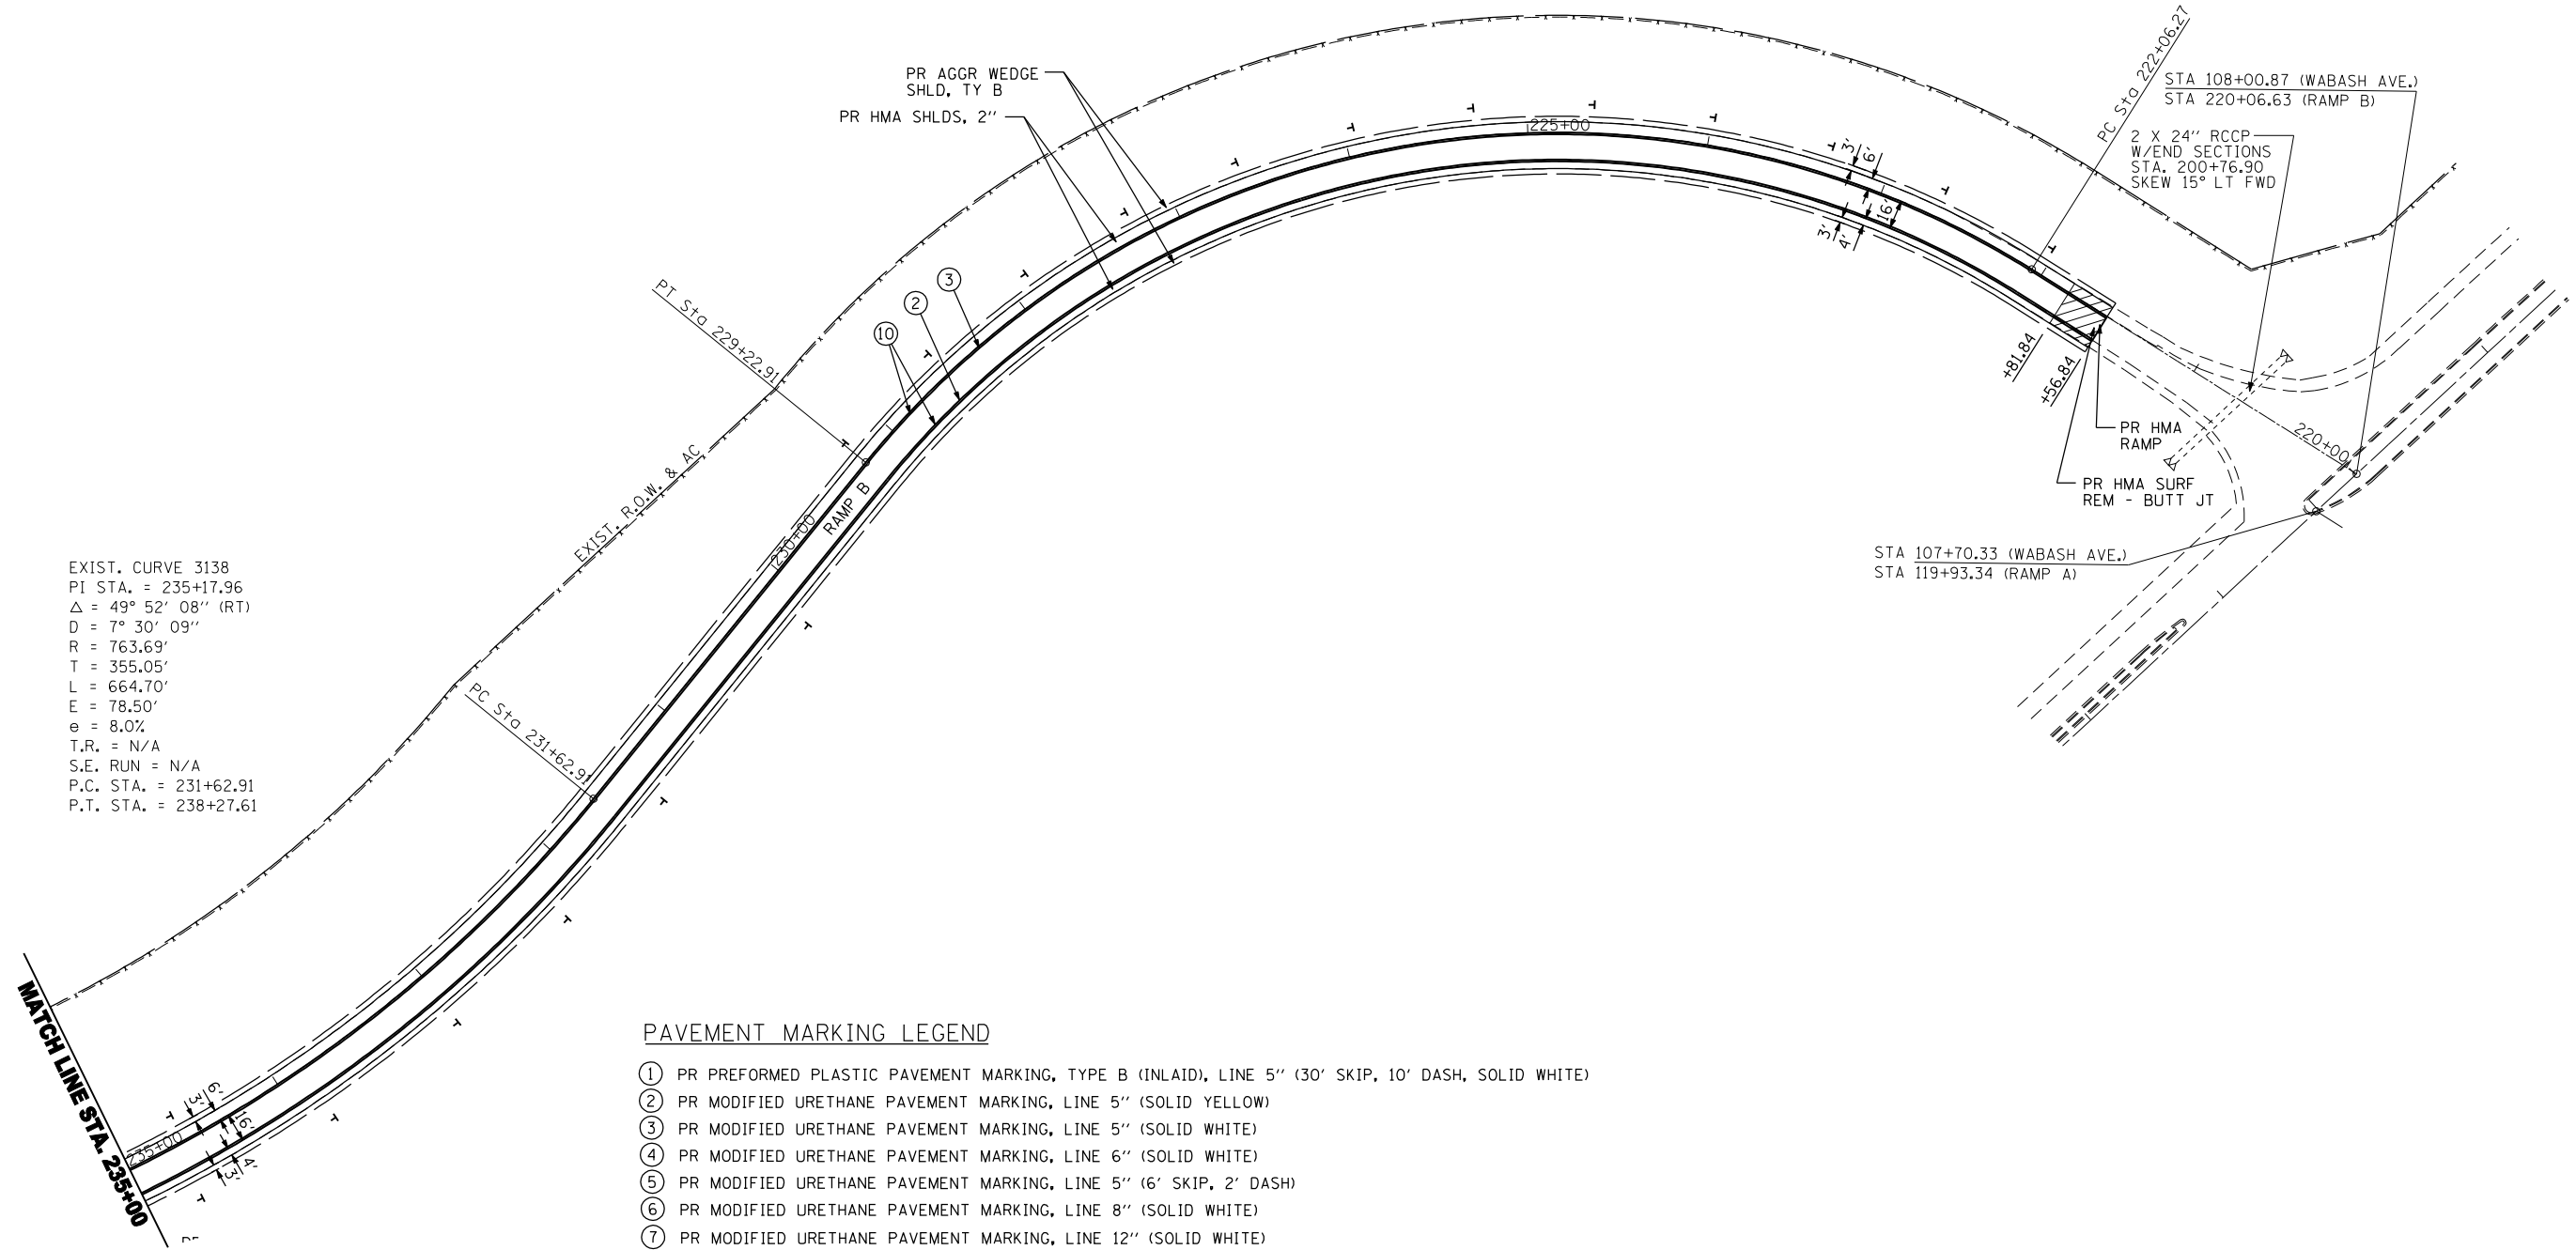 PR AGGR WEDGE
SHLD, TY B
PR HMA SHLDS, 2"
225+00
3'
6'
16'
3'
4'
PC Sta 222+06.27
STA 108+00.87 (WABASH AVE.)
STA 220+06.63 (RAMP B)
2 X 24" RCCP
W/END SECTIONS
STA. 200+76.90
SKEW 15° LT FWD
3
2
10
PT Sta 229+22.91
+81.84
+56.84
PR HMA
RAMP
220+00
PR HMA SURF
REM - BUTT JT
EXIST. R.O.W. & AC
RAMP B
230+00
STA 107+70.33 (WABASH AVE.)
STA 119+93.34 (RAMP A)
EXIST. CURVE 3138
PI STA. = 235+17.96
△ = 49° 52' 08" (RT)
D = 7° 30' 09"
R = 763.69'
T = 355.05'
L = 664.70'
E = 78.50'
e = 8.0%
T.R. = N/A
S.E. RUN = N/A
P.C. STA. = 231+62.91
P.T. STA. = 238+27.61
PC Sta 231+62.91
MATCH LINE STA. 235+00
235+00
3'
6'
16'
3'
4'
PAVEMENT MARKING LEGEND
1 PR PREFORMED PLASTIC PAVEMENT MARKING, TYPE B (INLAID), LINE 5" (30' SKIP, 10' DASH, SOLID WHITE)
2 PR MODIFIED URETHANE PAVEMENT MARKING, LINE 5" (SOLID YELLOW)
3 PR MODIFIED URETHANE PAVEMENT MARKING, LINE 5" (SOLID WHITE)
4 PR MODIFIED URETHANE PAVEMENT MARKING, LINE 6" (SOLID WHITE)
5 PR MODIFIED URETHANE PAVEMENT MARKING, LINE 5" (6' SKIP, 2' DASH)
6 PR MODIFIED URETHANE PAVEMENT MARKING, LINE 8" (SOLID WHITE)
7 PR MODIFIED URETHANE PAVEMENT MARKING, LINE 12" (SOLID WHITE)